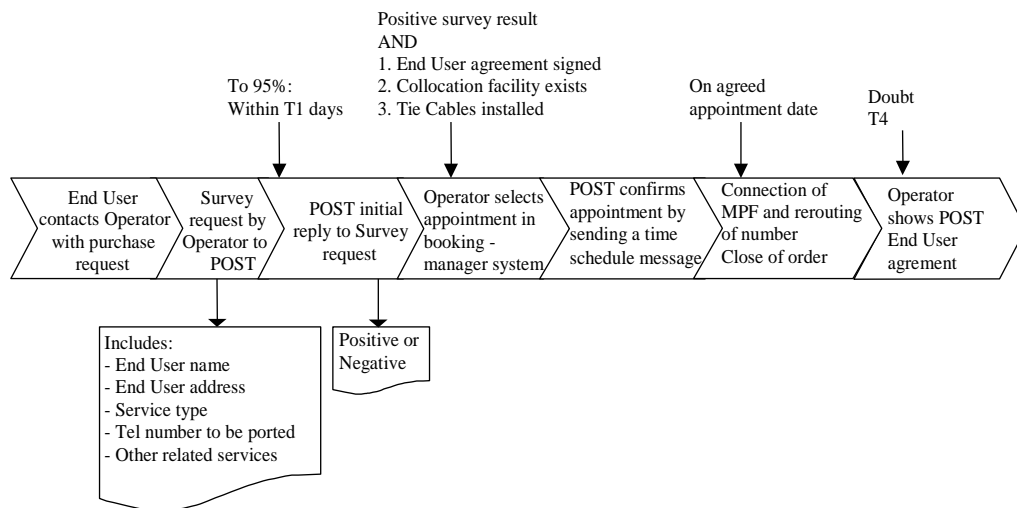 Positive survey result
AND
1. End User agreement signed
2. Collocation facility exists
3. Tie Cables installed
To 95%:
Within T1 days
On agreed
appointment date
Doubt
T4
End User
contacts Operator
with purchase
request
Survey
request by
Operator to
POST
POST initial
reply to Survey
request
Operator selects
appointment in
booking -
manager system
POST confirms
appointment by
sending a time
schedule message
Connection of
MPF and rerouting
of number
Close of order
Operator
shows POST
End User
agrement
Includes:
- End User name
- End User address
- Service type
- Tel number to be ported
- Other related services
Positive or
Negative